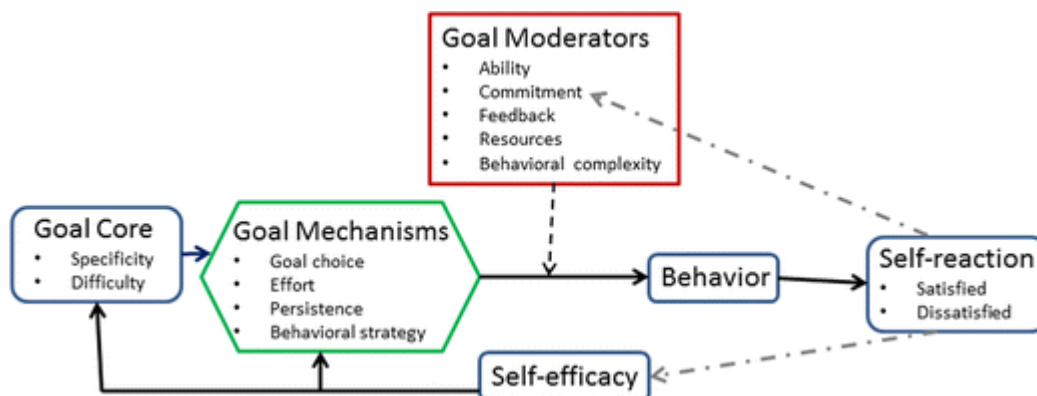 Goal Moderators
• Ability
• Commitment
• Feedback
• Resources
• Behavioral complexity
Goal Core
• Specificity
• Difficulty
Goal Mechanisms
• Goal choice
• Effort
• Persistence
• Behavioral strategy
Behavior
Self-reaction
• Satisfied
• Dissatisfied
Self-efficacy